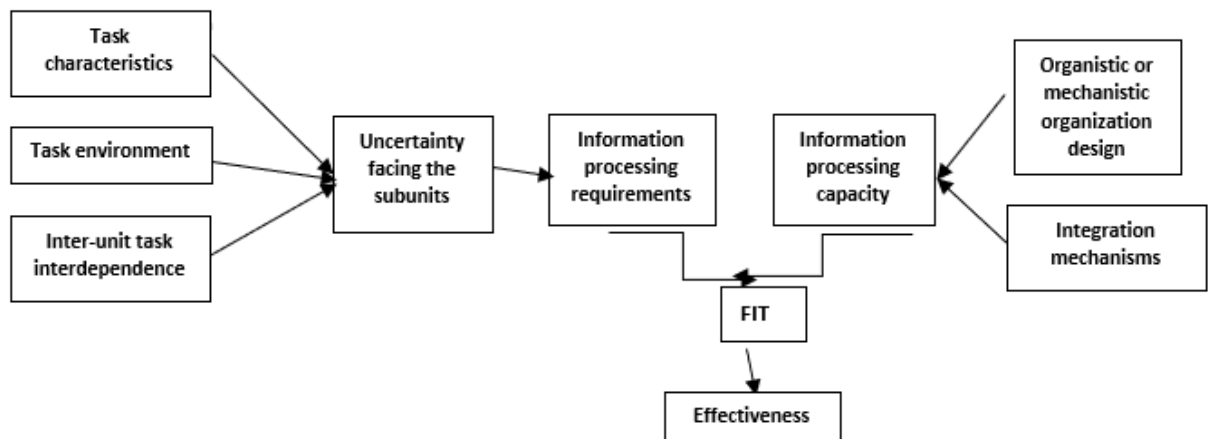 Task
characteristics
Task environment
Inter-unit task
interdependence
Uncertainty
facing the
subunits
Information
processing
requirements
Information
processing
capacity
Organistic or
mechanistic
organization
design
Integration
mechanisms
FIT
Effectiveness